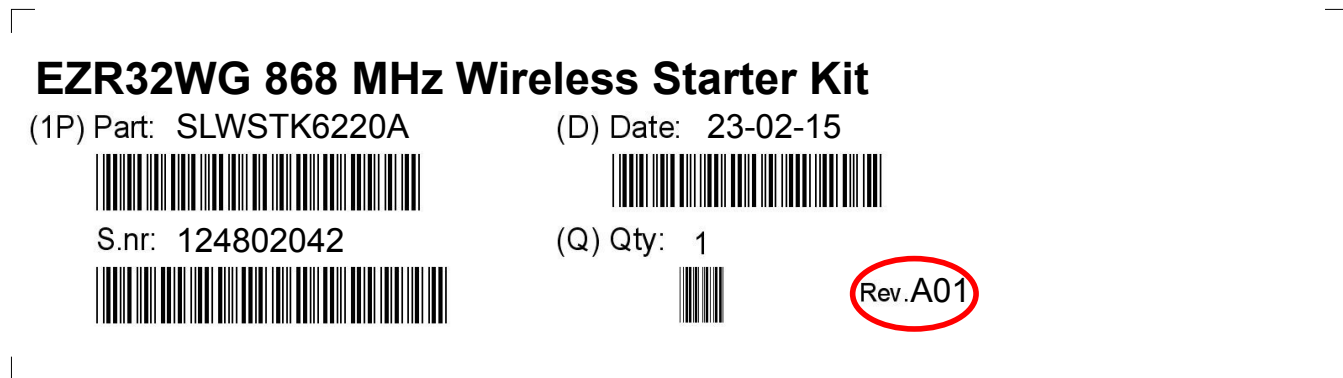 EZR32WG 868 MHz Wireless Starter Kit
(1P) Part: SLWSTK6220A
(D) Date: 23-02-15
S.nr: 124802042
(Q) Qty: 1
Rev.A01